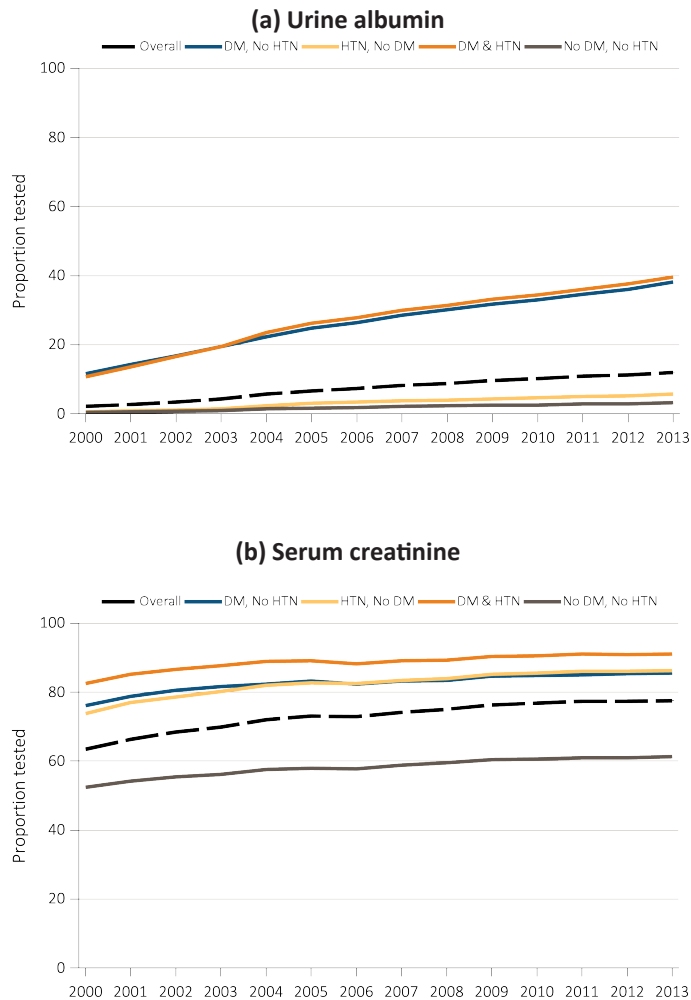 (a) Urine albumin
Overall DM, No HTN HTN, No DM DM & HTN No DM, No HTN
100
80
60
40
20
0
Proportion tested
2000 2001 2002 2003 2004 2005 2006 2007 2008 2009 2010 2011 2012 2013
(b) Serum creatinine
Overall DM, No HTN HTN, No DM DM & HTN No DM, No HTN
100
80
60
40
20
0
Proportion tested
2000 2001 2002 2003 2004 2005 2006 2007 2008 2009 2010 2011 2012 2013